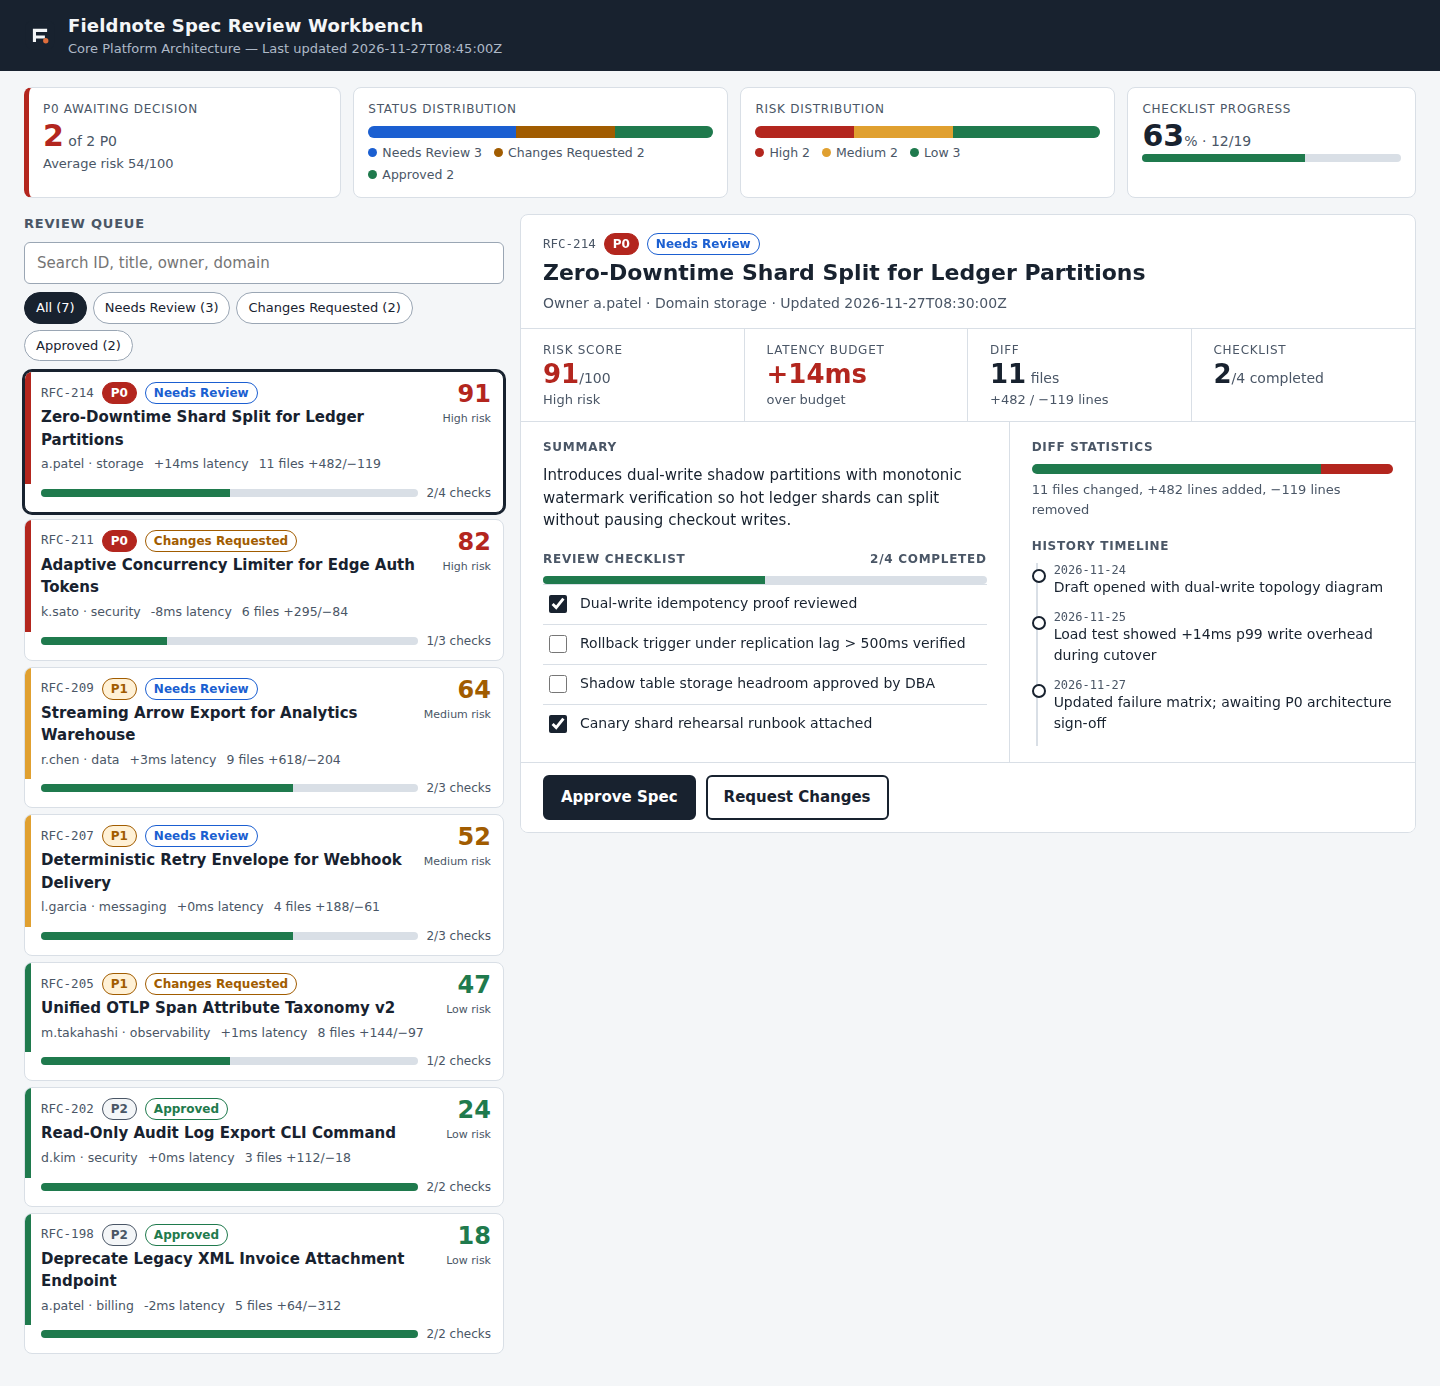 Fieldnote Spec Review Workbench
Core Platform Architecture — Last updated 2026-11-27T08:45:00Z
P0 AWAITING DECISION
2 of 2 P0
Average risk 54/100
STATUS DISTRIBUTION
Needs Review 3 Changes Requested 2
Approved 2
RISK DISTRIBUTION
High 2 Medium 2 Low 3
CHECKLIST PROGRESS
63% · 12/19
REVIEW QUEUE
Search ID, title, owner, domain
All (7) Needs Review (3) Changes Requested (2)
Approved (2)
RFC-214 P0 Needs Review 91
Zero-Downtime Shard Split for Ledger High risk
Partitions
a.patel · storage +14ms latency 11 files +482/−119
2/4 checks
RFC-211 P0 Changes Requested 82
Adaptive Concurrency Limiter for Edge Auth High risk
Tokens
k.sato · security -8ms latency 6 files +295/−84
1/3 checks
RFC-209 P1 Needs Review 64
Streaming Arrow Export for Analytics Medium risk
Warehouse
r.chen · data +3ms latency 9 files +618/−204
2/3 checks
RFC-207 P1 Needs Review 52
Deterministic Retry Envelope for Webhook Medium risk
Delivery
l.garcia · messaging +0ms latency 4 files +188/−61
2/3 checks
RFC-205 P1 Changes Requested 47
Unified OTLP Span Attribute Taxonomy v2 Low risk
m.takahashi · observability +1ms latency 8 files +144/−97
1/2 checks
RFC-202 P2 Approved 24
Read-Only Audit Log Export CLI Command Low risk
d.kim · security +0ms latency 3 files +112/−18
2/2 checks
RFC-198 P2 Approved 18
Deprecate Legacy XML Invoice Attachment Low risk
Endpoint
a.patel · billing -2ms latency 5 files +64/−312
2/2 checks
RFC-214 P0 Needs Review
Zero-Downtime Shard Split for Ledger Partitions
Owner a.patel · Domain storage · Updated 2026-11-27T08:30:00Z
RISK SCORE
91/100
High risk
LATENCY BUDGET
+14ms
over budget
DIFF
11 files
+482 / −119 lines
CHECKLIST
2/4 completed
SUMMARY
Introduces dual-write shadow partitions with monotonic
watermark verification so hot ledger shards can split
without pausing checkout writes.
REVIEW CHECKLIST 2/4 COMPLETED
Dual-write idempotency proof reviewed
Rollback trigger under replication lag > 500ms verified
Shadow table storage headroom approved by DBA
Canary shard rehearsal runbook attached
DIFF STATISTICS
11 files changed, +482 lines added, −119 lines
removed
HISTORY TIMELINE
2026-11-24
Draft opened with dual-write topology diagram
2026-11-25
Load test showed +14ms p99 write overhead
during cutover
2026-11-27
Updated failure matrix; awaiting P0 architecture
sign-off
Approve Spec Request Changes